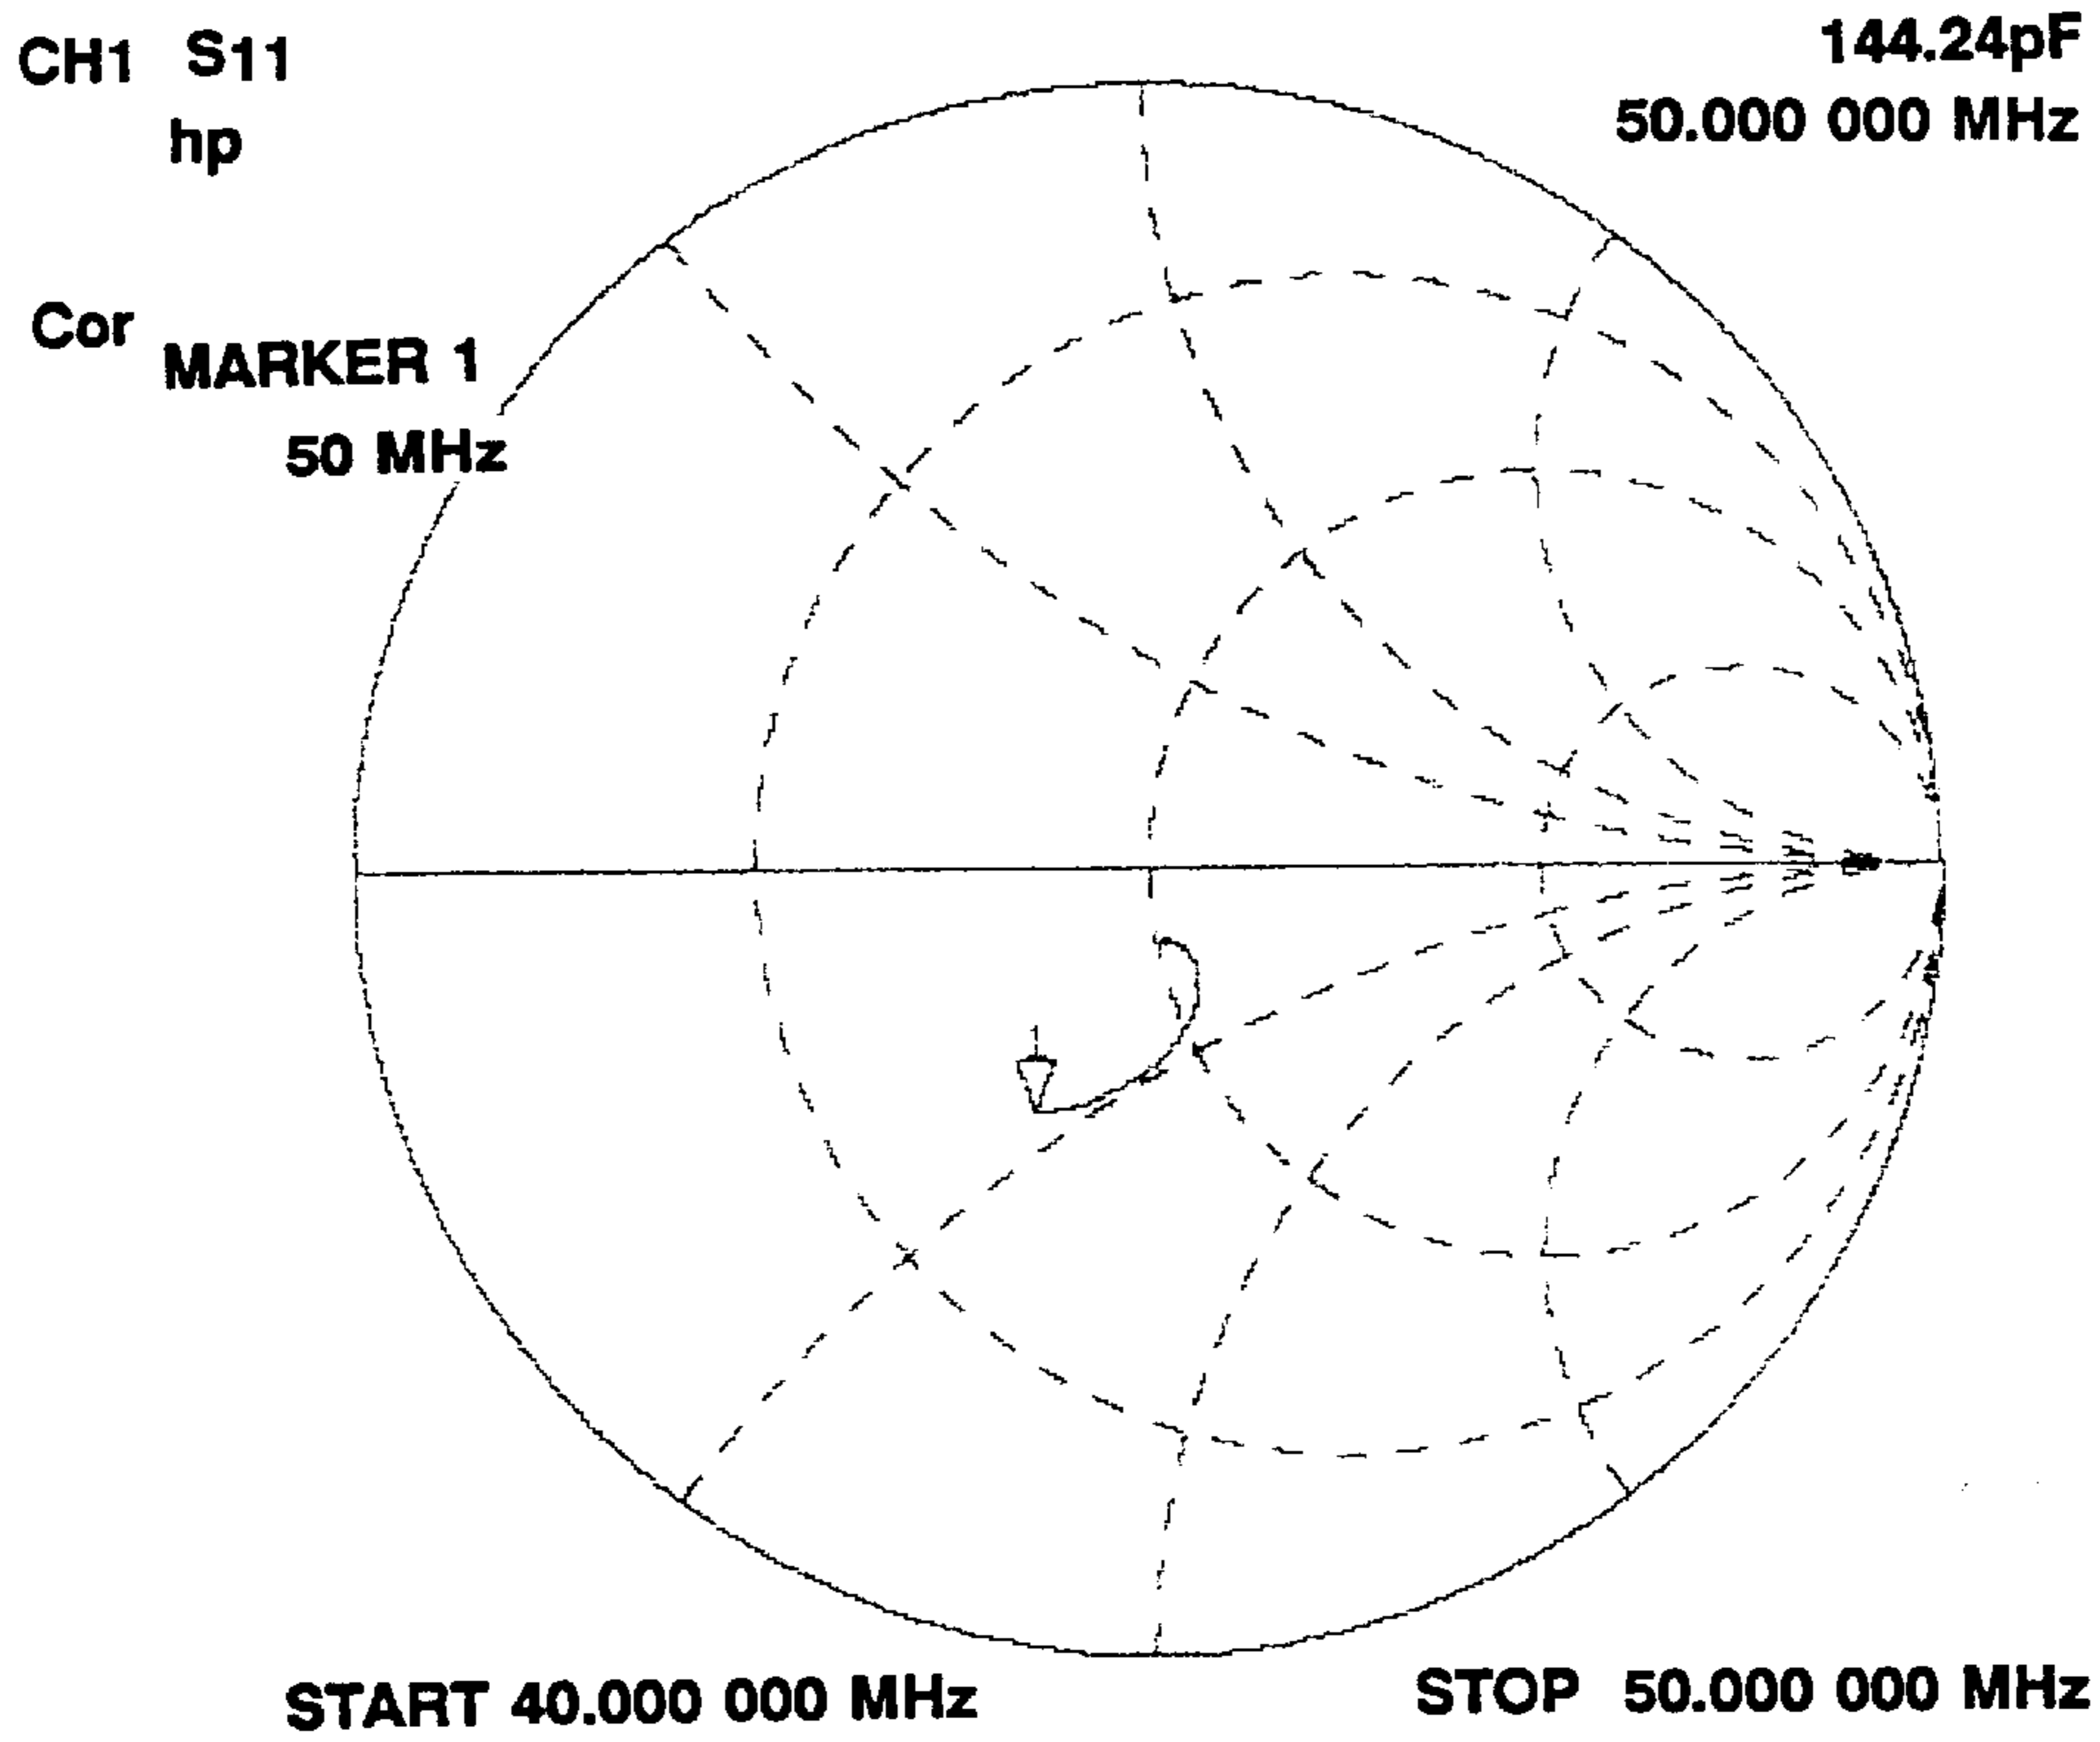 CH1 S11
hp
144.24pF
50.000 000 MHz
Cor
MARKER 1
50 MHz
START 40.000 000 MHz
STOP 50.000 000 MHz